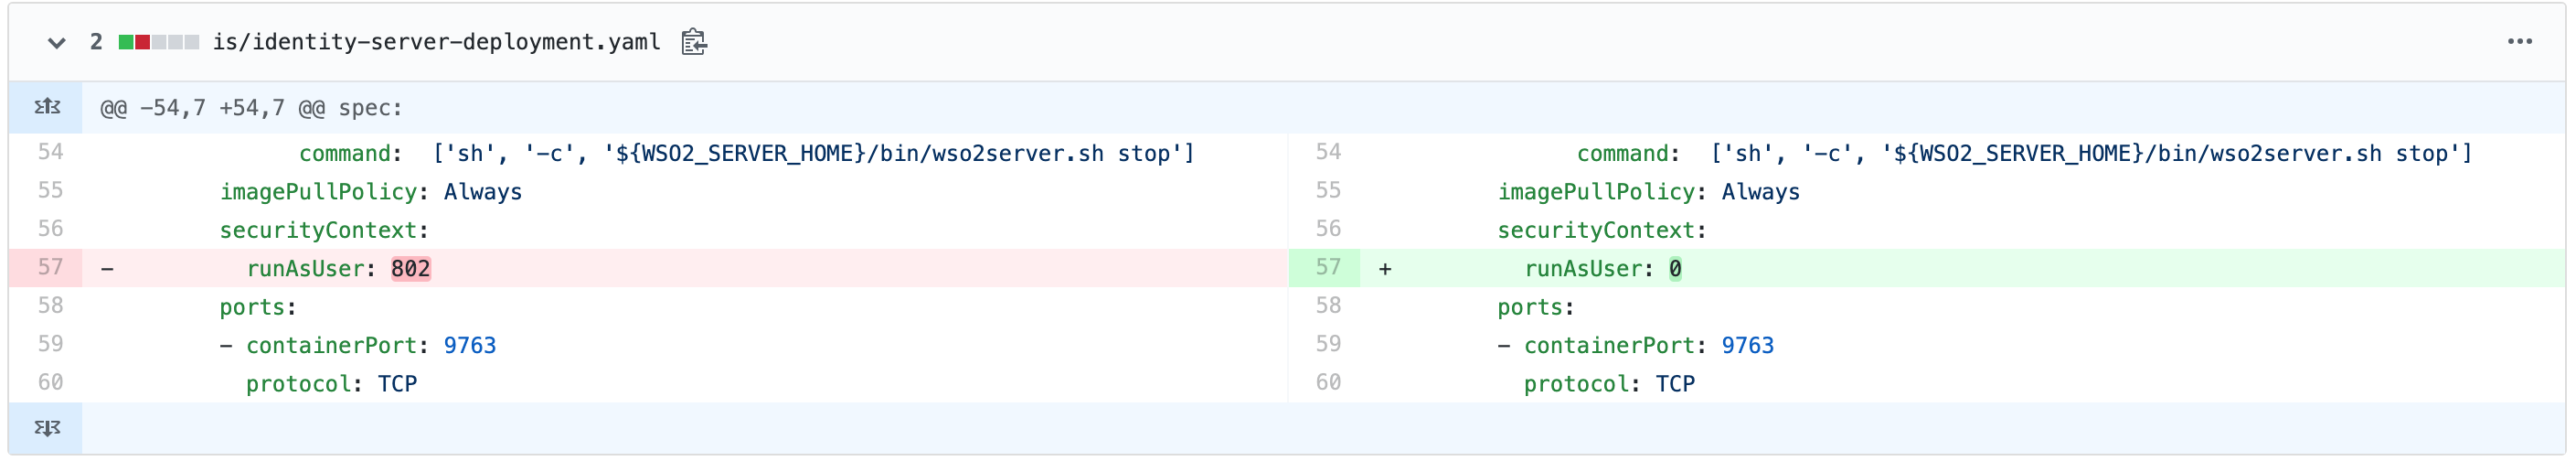 2 is/identity-server-deployment.yaml ...
@@ -54,7 +54,7 @@ spec:
54 command: ['sh', '-c', '${WSO2_SERVER_HOME}/bin/wso2server.sh stop']
55 imagePullPolicy: Always
56 securityContext:
57 - runAsUser: 802
58 ports:
59 - containerPort: 9763
60 protocol: TCP
54 command: ['sh', '-c', '${WSO2_SERVER_HOME}/bin/wso2server.sh stop']
55 imagePullPolicy: Always
56 securityContext:
57 + runAsUser: 0
58 ports:
59 - containerPort: 9763
60 protocol: TCP